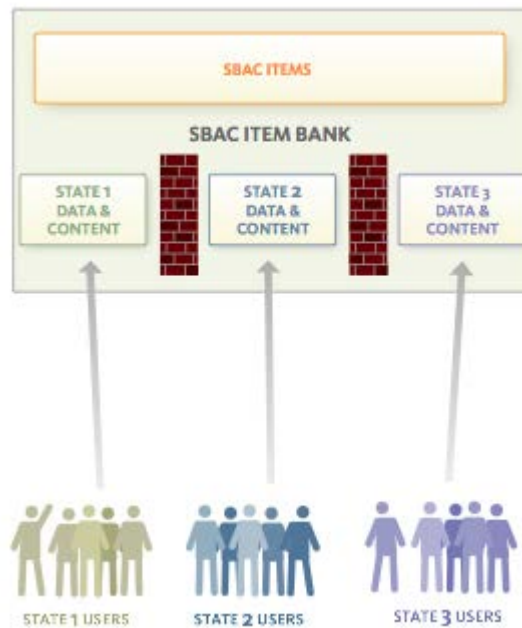 SBAC ITEMS
SBAC ITEM BANK
STATE 1
DATA &
CONTENT
STATE 2
DATA &
CONTENT
STATE 3
DATA &
CONTENT
STATE 1 USERS
STATE 2 USERS
STATE 3 USERS